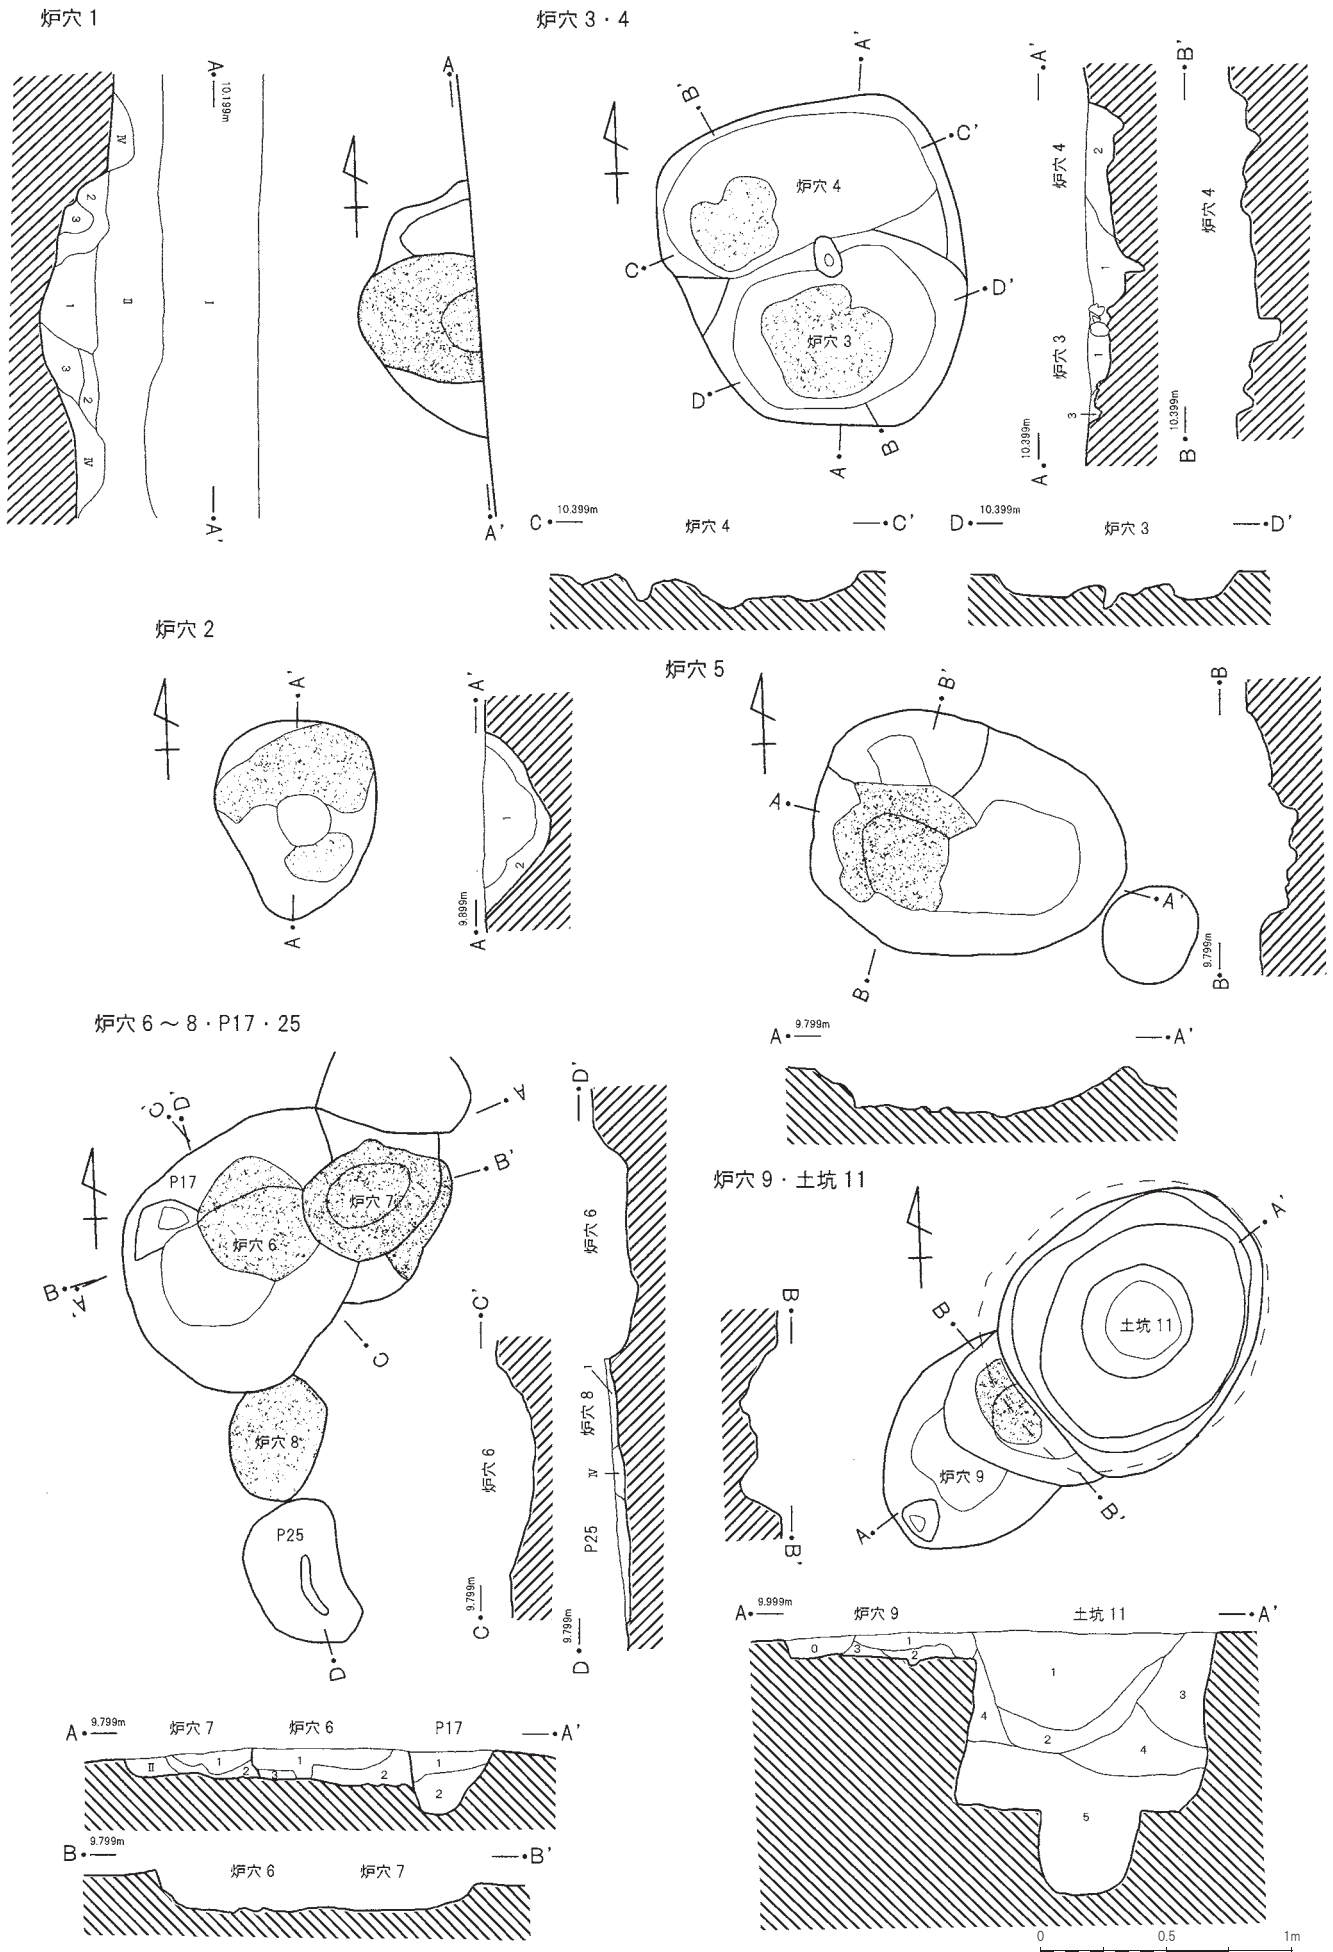 炉穴 1
A
10.199m
Ⅳ
2
3
1
Ⅱ
Ⅰ
3
2
Ⅳ
A'
A
A'
炉穴 3・4
A'
B'
C'
炉穴 4
C
D'
炉穴 3
D
B
A
A'
炉穴 4
2
1
炉穴 3
1
3
10.399m
A
B'
炉穴 4
10.399m
B
C 10.399m 炉穴 4 C'
D 10.399m 炉穴 3 D'
炉穴 2
A'
A
A'
1
2
9.899m
A
炉穴 5
B'
A
A'
B
B
9.799m
B
A 9.799m A'
炉穴 6～8・P17・25
D'
C'
A
P17
B'
炉穴 7
炉穴 6
B
A'
C
炉穴 8
P25
D
C'
炉穴 6
9.799m
C
D'
炉穴 6
1
炉穴 8
Ⅳ
P25
9.799m
D
A 9.799m 炉穴 7 炉穴 6 P17 A'
Ⅱ 1 2 3 1 2 1 2
B 9.799m 炉穴 6 炉穴 7 B'
炉穴 9・土坑 11
A'
B
土坑 11
炉穴 9
A
B'
B
B'
A 9.999m 炉穴 9 土坑 11 A'
0 3 1 2
1
3
4
2
4
5
0 0.5 1m